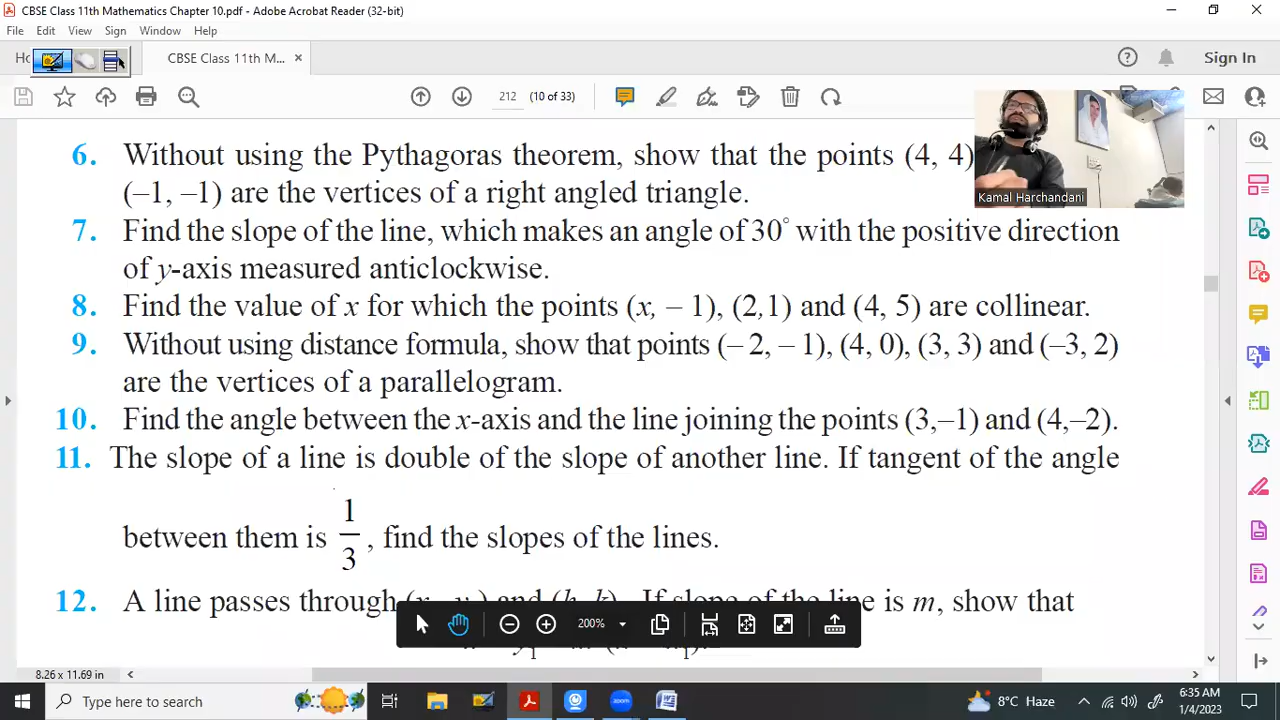 CBSE Class 11th Mathematics Chapter 10.pdf - Adobe Acrobat Reader (32-bit)
File Edit View Sign Window Help
CBSE Class 11th M... × Sign In
212 (10 of 33)
6. Without using the Pythagoras theorem, show that the points (4, 4)
(–1, –1) are the vertices of a right angled triangle.
Kamal Harchandani
7. Find the slope of the line, which makes an angle of 30° with the positive direction
of y-axis measured anticlockwise.
8. Find the value of x for which the points (x, – 1), (2,1) and (4, 5) are collinear.
9. Without using distance formula, show that points (– 2, – 1), (4, 0), (3, 3) and (–3, 2)
are the vertices of a parallelogram.
10. Find the angle between the x-axis and the line joining the points (3,–1) and (4,–2).
11. The slope of a line is double of the slope of another line. If tangent of the angle
between them is 1/3, find the slopes of the lines.
12. A line passes through and (h, k). If slope of the line is m, show that
200%
8.26 x 11.69 in
Type here to search
8°C Haze
6:35 AM
1/4/2023